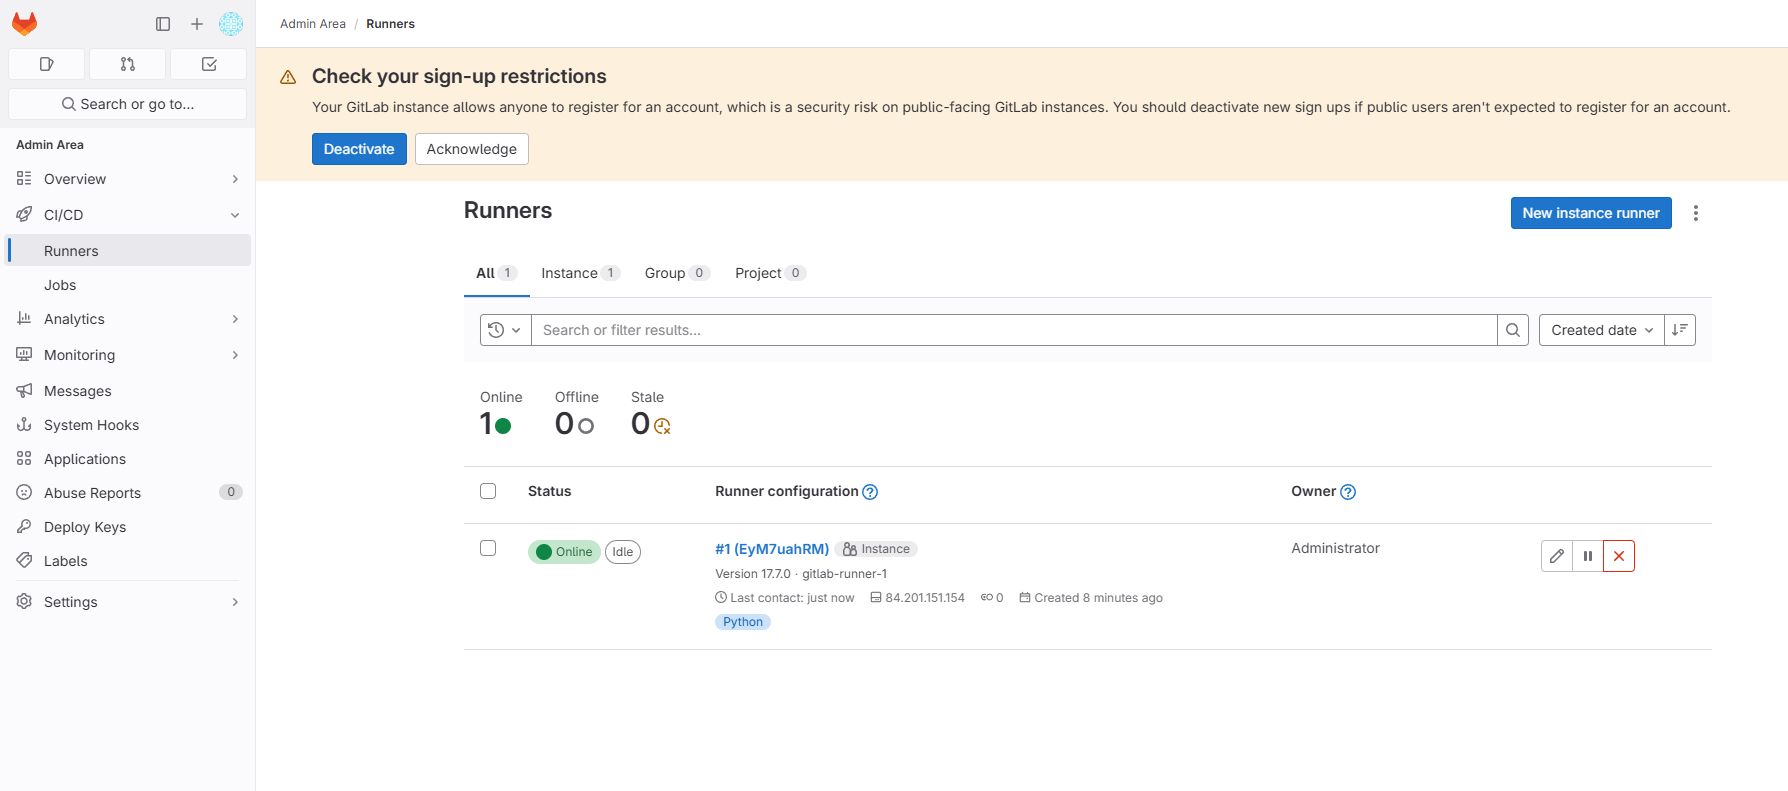 Admin Area / Runners
Search or go to...
Admin Area
Overview
CI/CD
Runners
Jobs
Analytics
Monitoring
Messages
System Hooks
Applications
Abuse Reports 0
Deploy Keys
Labels
Settings
Check your sign-up restrictions
Your GitLab instance allows anyone to register for an account, which is a security risk on public-facing GitLab instances. You should deactivate new sign ups if public users aren't expected to register for an account.
Deactivate Acknowledge
Runners
New instance runner
All 1 Instance 1 Group 0 Project 0
Search or filter results... Created date
Online Offline Stale
1 0 0
Status Runner configuration Owner
Online Idle #1 (EyM7uahRM) Instance Administrator
Version 17.7.0 · gitlab-runner-1
Last contact: just now 84.201.151.154 0 Created 8 minutes ago
Python